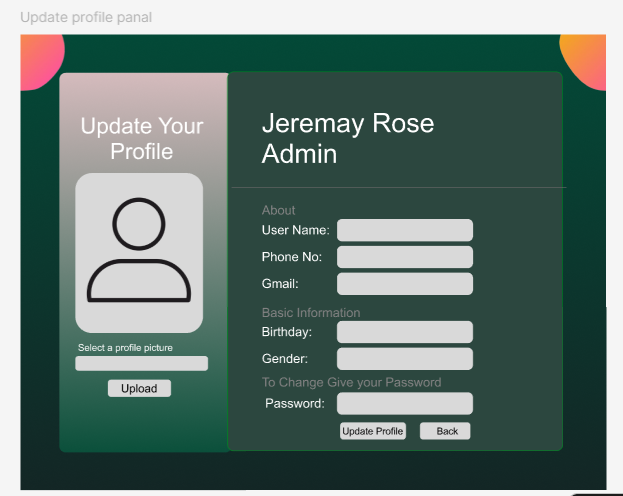 Update profile panal
Update Your
Profile
Select a profile picture
Upload
Jeremay Rose
Admin
About
User Name:
Phone No:
Gmail:
Basic Information
Birthday:
Gender:
To Change Give your Password
Password:
Update Profile
Back